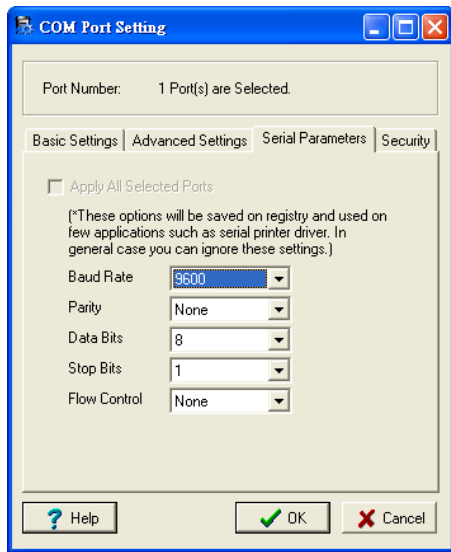 COM Port Setting
Port Number: 1 Port(s) are Selected.
Basic Settings Advanced Settings Serial Parameters Security
Apply All Selected Ports
(*These options will be saved on registry and used on
few applications such as serial printer driver. In
general case you can ignore these settings.)
Baud Rate 9600
Parity None
Data Bits 8
Stop Bits 1
Flow Control None
? Help OK Cancel